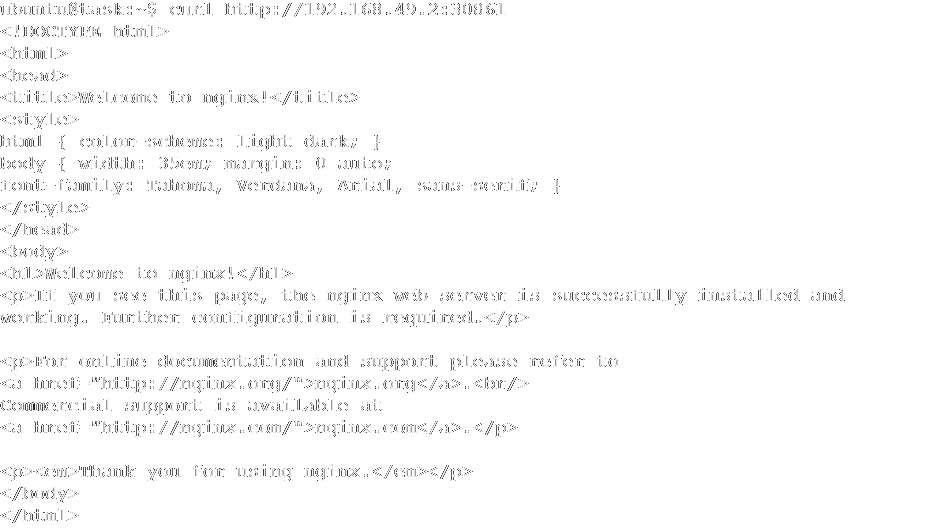 ubuntu@task:~$ curl http://192.168.49.2:30861
<!DOCTYPE html>
<html>
<head>
<title>Welcome to nginx!</title>
<style>
html { color-scheme: light dark; }
body { width: 35em; margin: 0 auto;
font-family: Tahoma, Verdana, Arial, sans-serif; }
</style>
</head>
<body>
<h1>Welcome to nginx!</h1>
<p>If you see this page, the nginx web server is successfully installed and
working. Further configuration is required.</p>

<p>For online documentation and support please refer to
<a href="http://nginx.org/">nginx.org</a>.<br/>
Commercial support is available at
<a href="http://nginx.com/">nginx.com</a>.</p>

<p><em>Thank you for using nginx.</em></p>
</body>
</html>